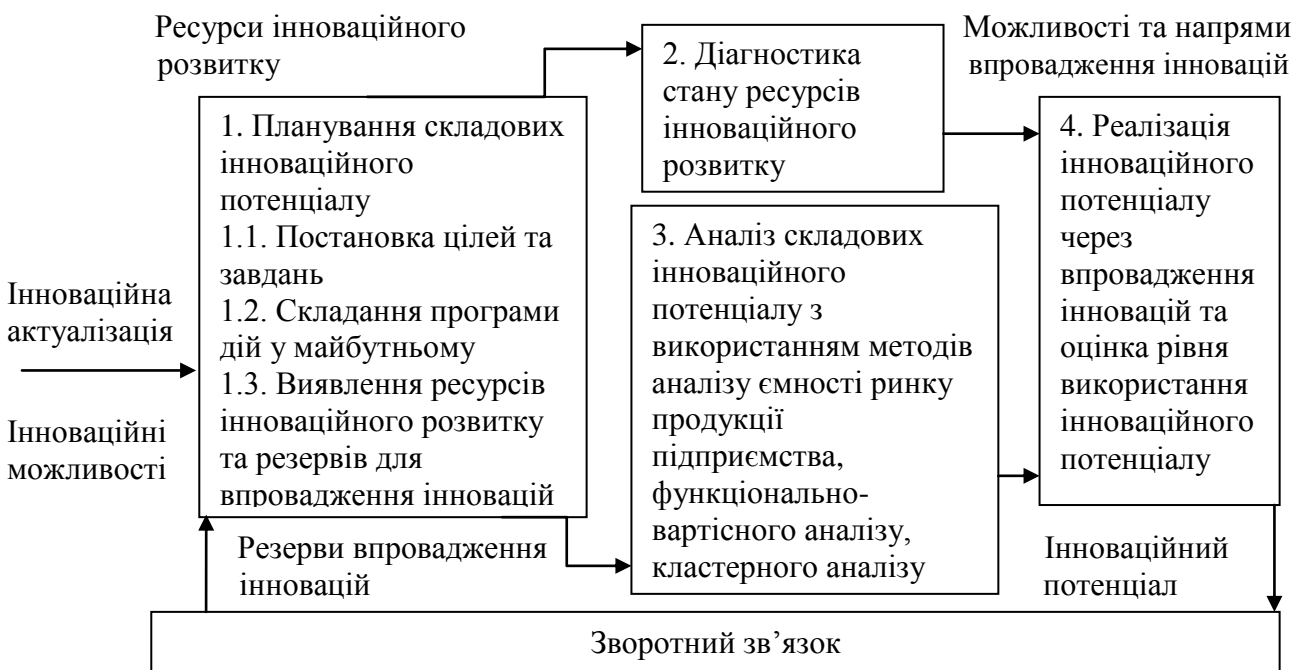 Ресурси інноваційного
розвитку
Можливості та напрями
впровадження інновацій
2. Діагностика
стану ресурсів
інноваційного
розвитку
Інноваційна
актуалізація
Інноваційні
можливості
1. Планування складових
інноваційного
потенціалу
1.1. Постановка цілей та
завдань
1.2. Складання програми
дій у майбутньому
1.3. Виявлення ресурсів
інноваційного розвитку
та резервів для
впровадження інновацій
3. Аналіз складових
інноваційного
потенціалу з
використанням методів
аналізу ємності ринку
продукції
підприємства,
функціонально-
вартісного аналізу,
кластерного аналізу
4. Реалізація
інноваційного
потенціалу
через
впровадження
інновацій та
оцінка рівня
використання
інноваційного
потенціалу
Резерви впровадження
інновацій
Інноваційний
потенціал
Зворотний зв’язок